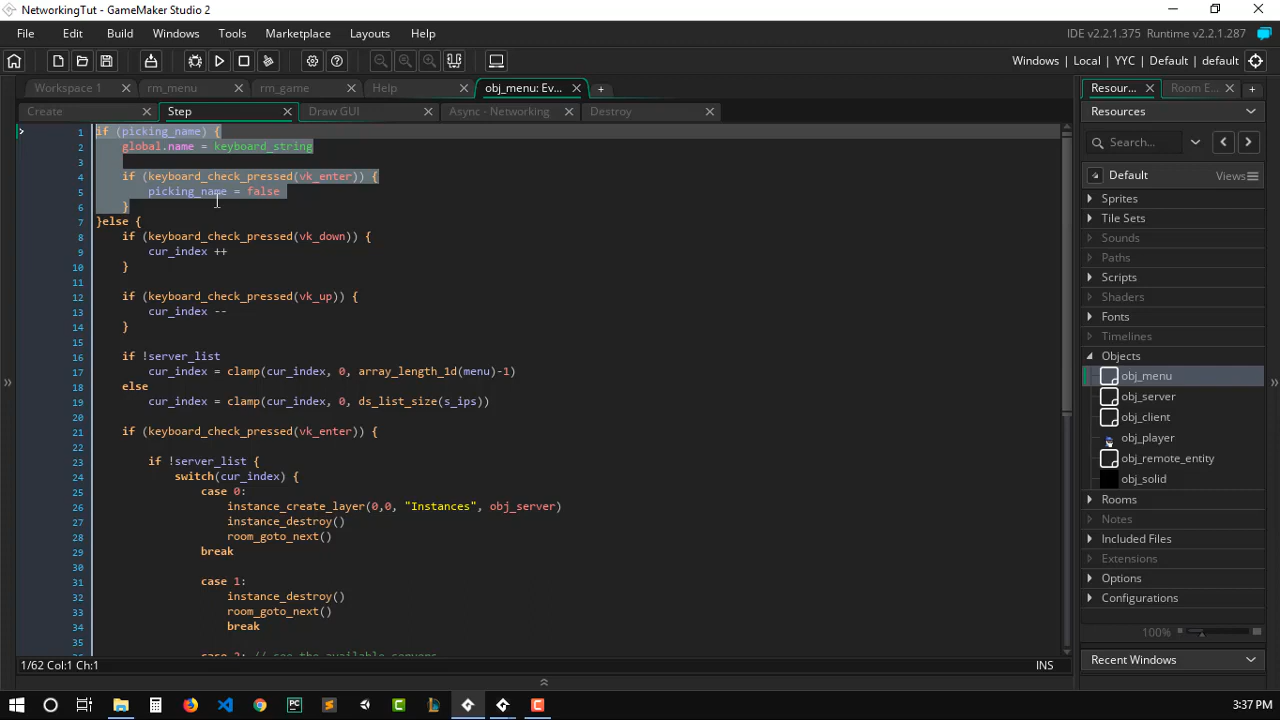 NetworkingTut - GameMaker Studio 2
File Edit Build Windows Tools Marketplace Layouts Help
IDE v2.2.1.375 Runtime v2.2.1.287
Windows | Local | YYC | Default | default
Workspace 1 rm_menu rm_game Help obj_menu: Ev...
Create Step Draw GUI Async - Networking Destroy
1 if (picking_name) {
2 global.name = keyboard_string
3
4 if (keyboard_check_pressed(vk_enter)) {
5 picking_name = false
6 }
7 }else {
8 if (keyboard_check_pressed(vk_down)) {
9 cur_index ++
10 }
11
12 if (keyboard_check_pressed(vk_up)) {
13 cur_index --
14 }
15
16 if !server_list
17 cur_index = clamp(cur_index, 0, array_length_1d(menu)-1)
18 else
19 cur_index = clamp(cur_index, 0, ds_list_size(s_ips))
20
21 if (keyboard_check_pressed(vk_enter)) {
22
23 if !server_list {
24 switch(cur_index) {
25 case 0:
26 instance_create_layer(0,0, "Instances", obj_server)
27 instance_destroy()
28 room_goto_next()
29 break
30
31 case 1:
32 instance_destroy()
33 room_goto_next()
34 break
35
case 2: // see the available servers
1/62 Col:1 Ch:1
INS
Resour... Room E...
Resources
Search...
Default Views
Sprites
Tile Sets
Sounds
Paths
Scripts
Shaders
Fonts
Timelines
Objects
obj_menu
obj_server
obj_client
obj_player
obj_remote_entity
obj_solid
Rooms
Notes
Included Files
Extensions
Options
Configurations
100%
Recent Windows
3:37 PM